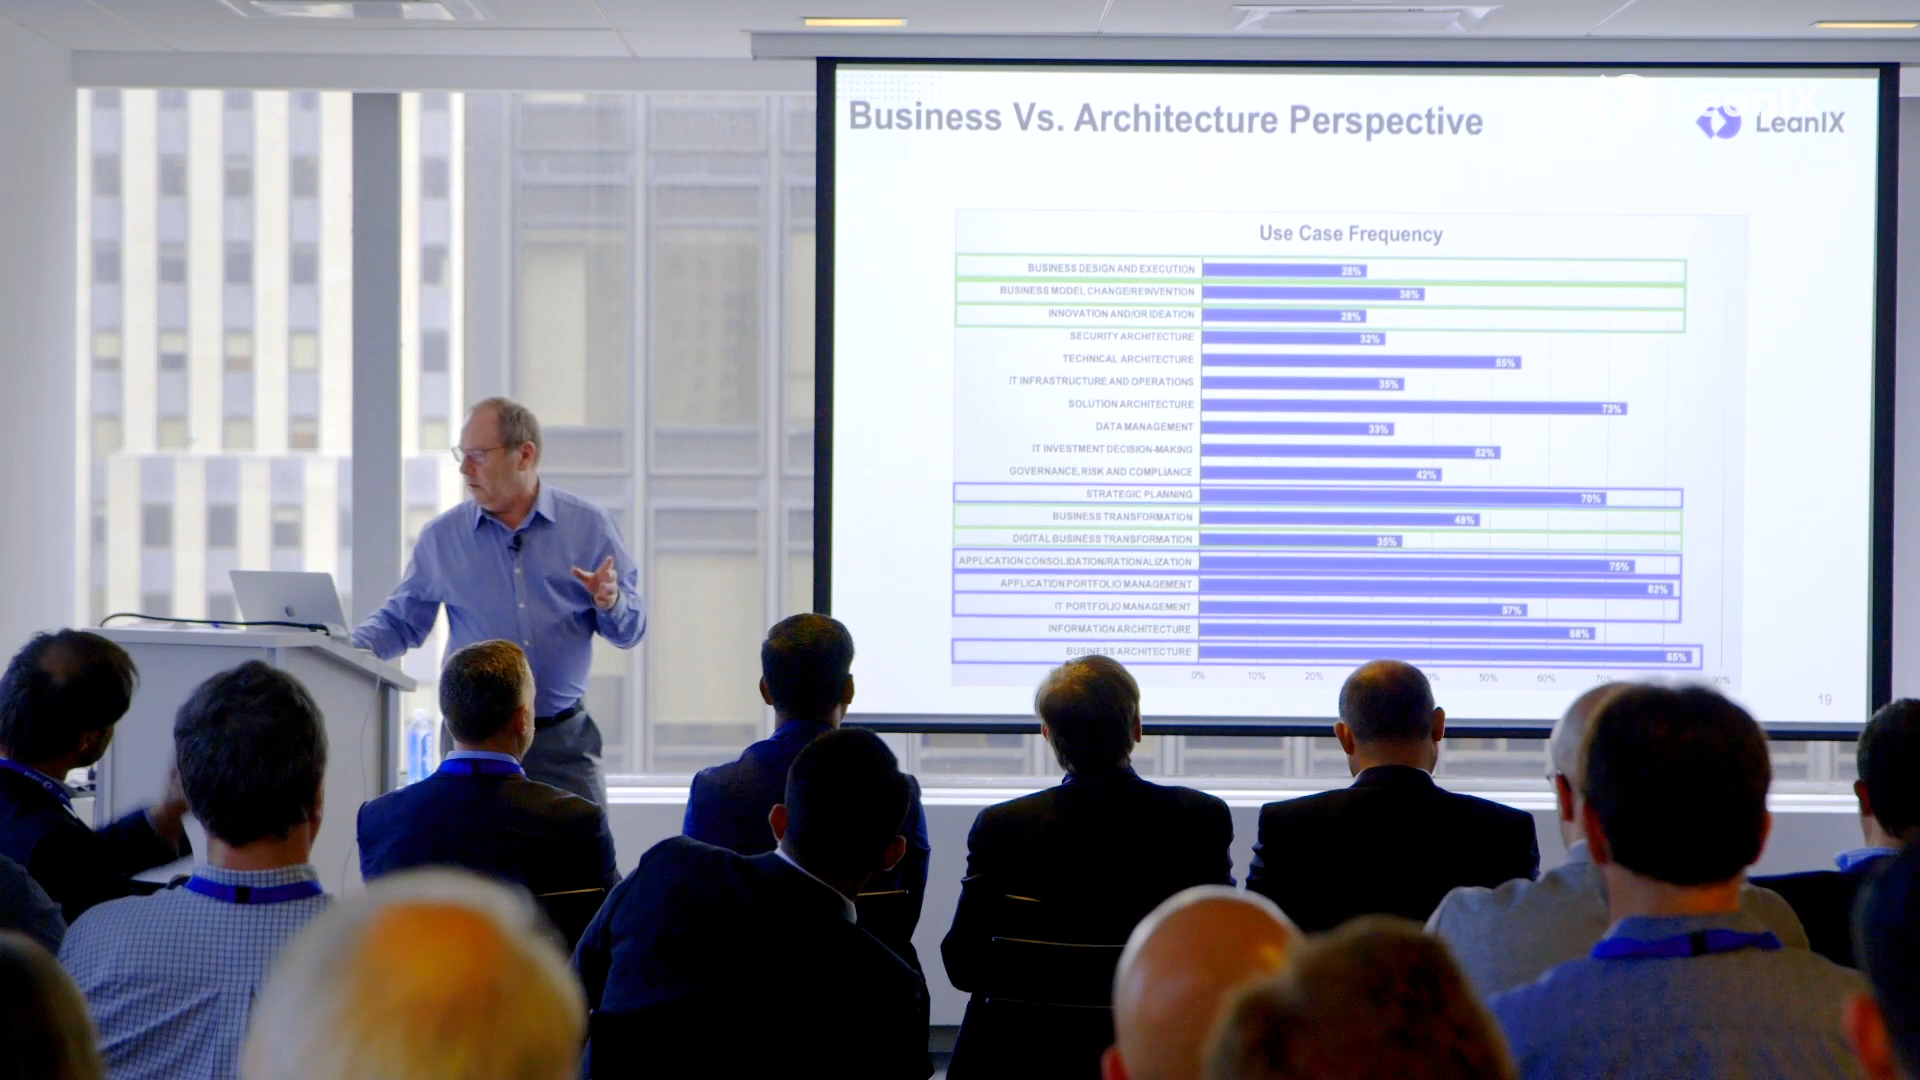 Business Vs. Architecture Perspective
LeanIX
LeanIX
Use Case Frequency
BUSINESS DESIGN AND EXECUTION 28%
BUSINESS MODEL CHANGE/REINVENTION 38%
INNOVATION AND/OR IDEATION 28%
SECURITY ARCHITECTURE 32%
TECHNICAL ARCHITECTURE 55%
IT INFRASTRUCTURE AND OPERATIONS 35%
SOLUTION ARCHITECTURE 73%
DATA MANAGEMENT 33%
IT INVESTMENT DECISION-MAKING 52%
GOVERNANCE, RISK AND COMPLIANCE 42%
STRATEGIC PLANNING 70%
BUSINESS TRANSFORMATION 48%
DIGITAL BUSINESS TRANSFORMATION 35%
APPLICATION CONSOLIDATION/RATIONALIZATION 75%
APPLICATION PORTFOLIO MANAGEMENT 82%
IT PORTFOLIO MANAGEMENT 57%
INFORMATION ARCHITECTURE 68%
BUSINESS ARCHITECTURE 85%
0% 10% 20% 50% 60% 90%
19